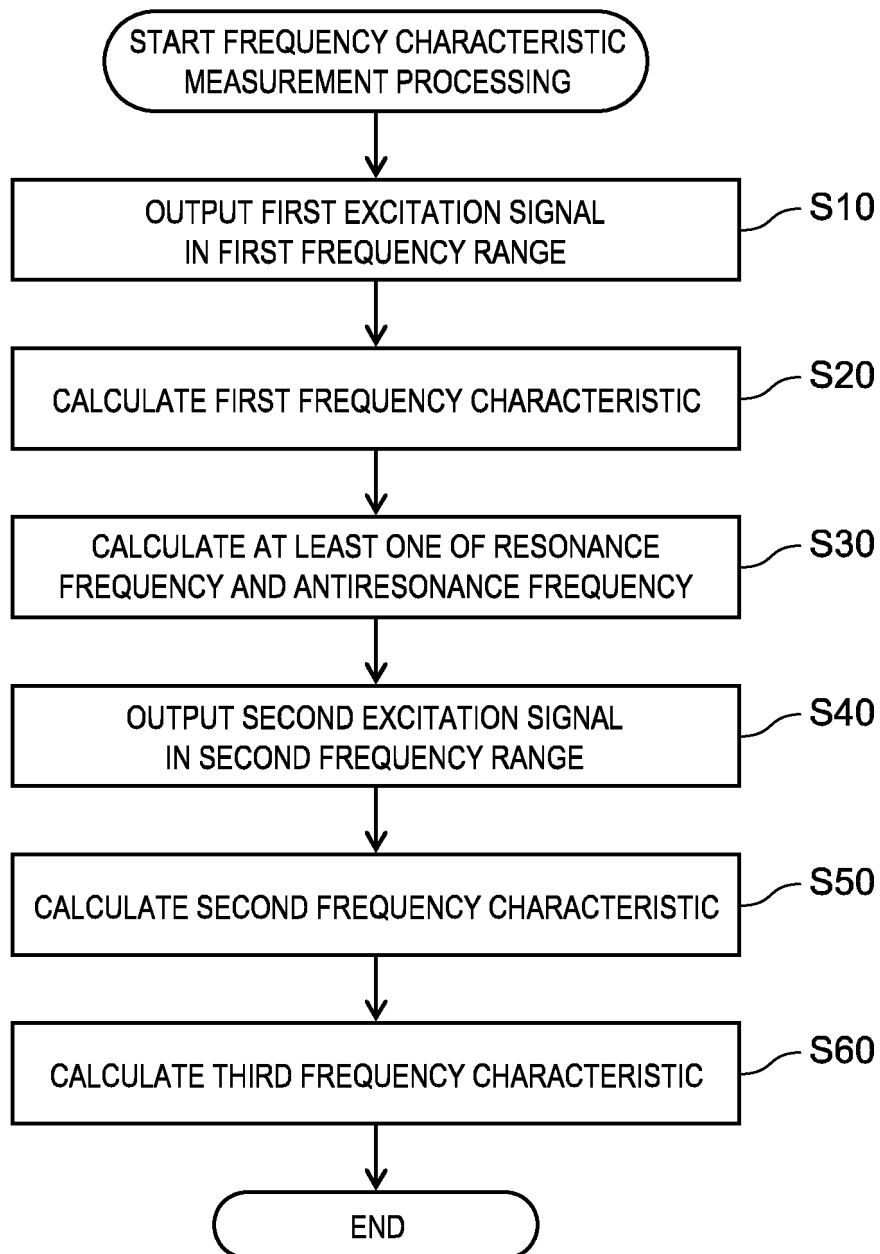 START FREQUENCY CHARACTERISTIC
MEASUREMENT PROCESSING
OUTPUT FIRST EXCITATION SIGNAL
IN FIRST FREQUENCY RANGE
S10
CALCULATE FIRST FREQUENCY CHARACTERISTIC
S20
CALCULATE AT LEAST ONE OF RESONANCE
FREQUENCY AND ANTIRESONANCE FREQUENCY
S30
OUTPUT SECOND EXCITATION SIGNAL
IN SECOND FREQUENCY RANGE
S40
CALCULATE SECOND FREQUENCY CHARACTERISTIC
S50
CALCULATE THIRD FREQUENCY CHARACTERISTIC
S60
END